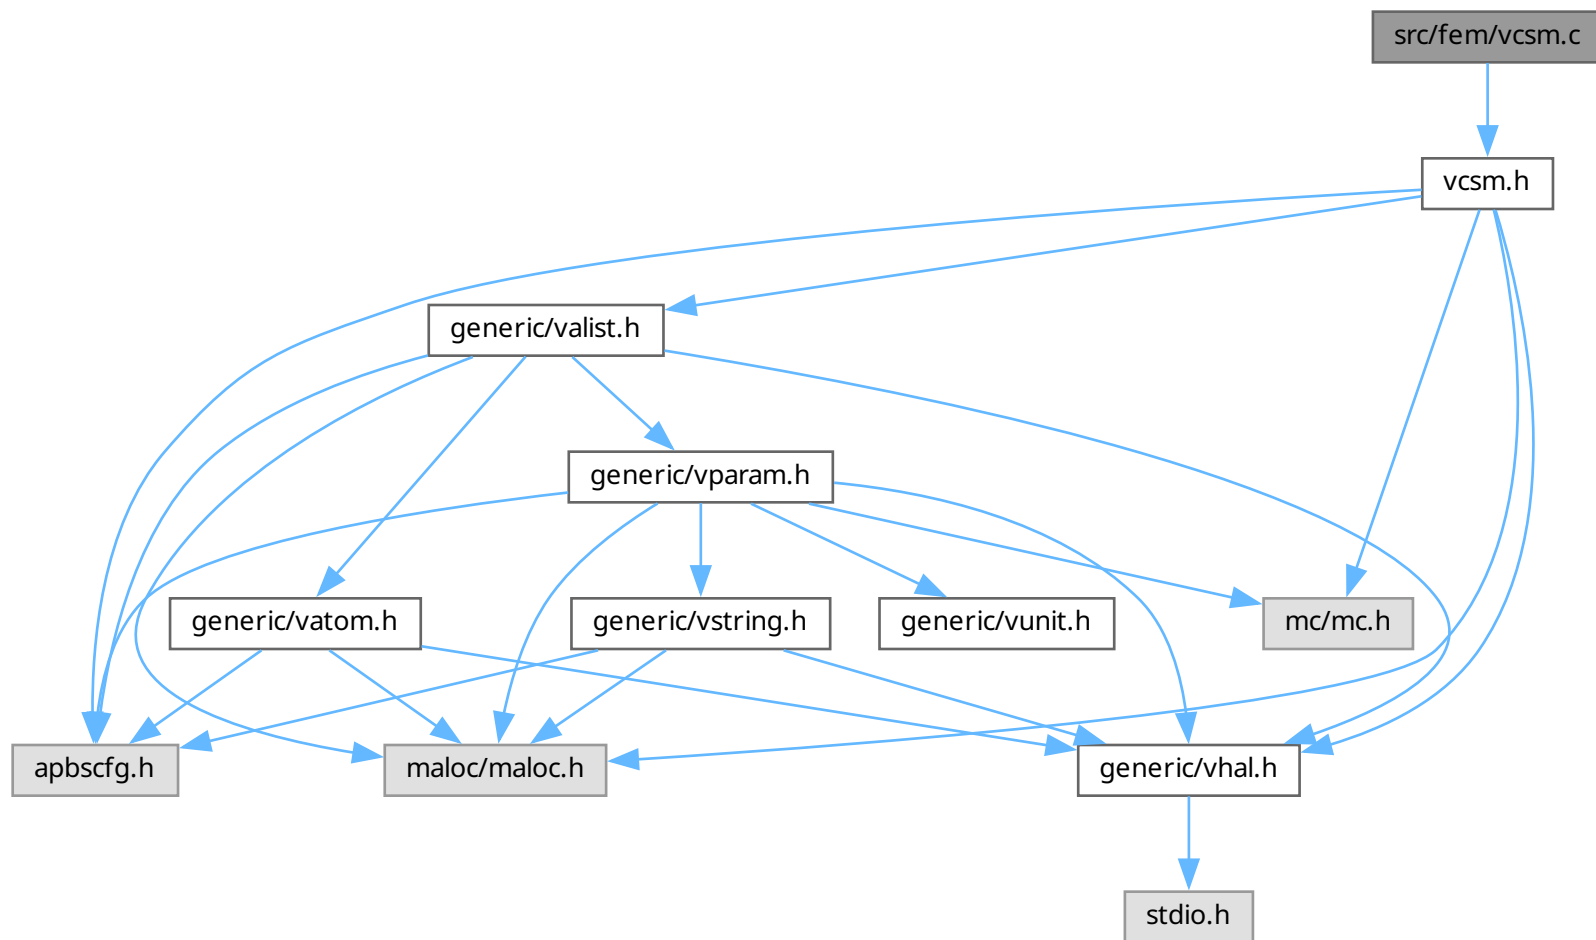 src/fem/vcsm.c
vcsm.h
generic/valist.h
generic/vparam.h
generic/vatom.h
generic/vstring.h
generic/vunit.h
mc/mc.h
apbscfg.h
maloc/maloc.h
generic/vhal.h
stdio.h